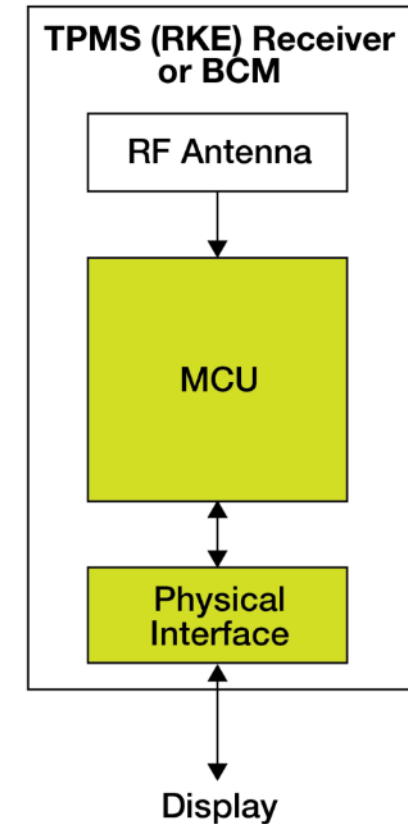 TPMS (RKE) Receiver
or BCM
RF Antenna
MCU
Physical
Interface
Display